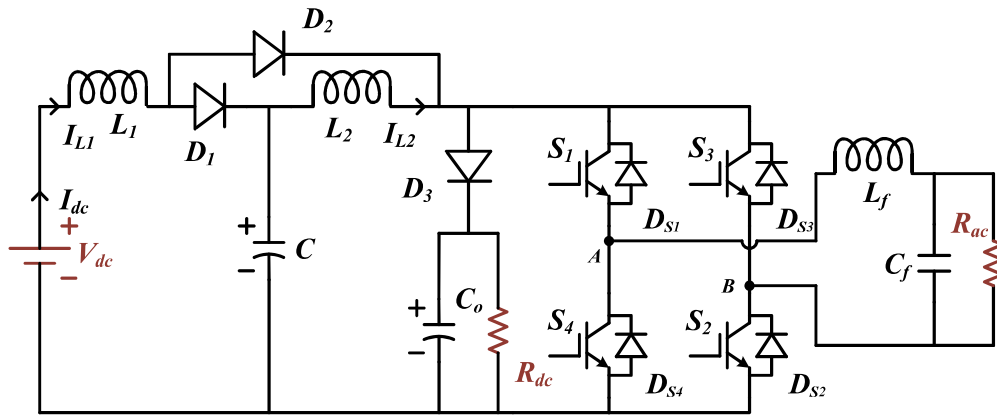 D2
L1
D1
IL1
L2
IL2
Idc
+
Vdc
−
+
C
−
D3
+
Co
−
Rdc
S1
DS1
S3
DS3
A
B
S4
DS4
S2
DS2
Lf
Cf
Rac